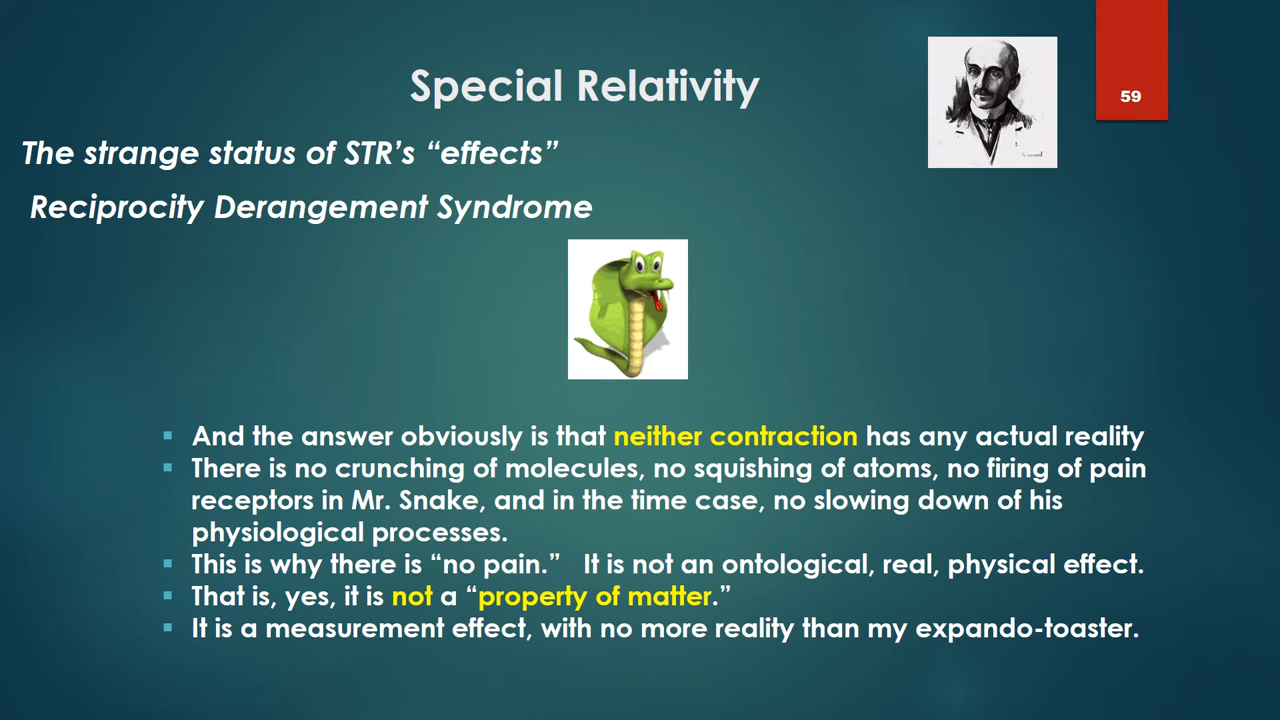 Special Relativity
59
The strange status of STR's “effects”
Reciprocity Derangement Syndrome
▪ And the answer obviously is that neither contraction has any actual reality
▪ There is no crunching of molecules, no squishing of atoms, no firing of pain
receptors in Mr. Snake, and in the time case, no slowing down of his
physiological processes.
▪ This is why there is “no pain.” It is not an ontological, real, physical effect.
▪ That is, yes, it is not a “property of matter.”
▪ It is a measurement effect, with no more reality than my expando-toaster.